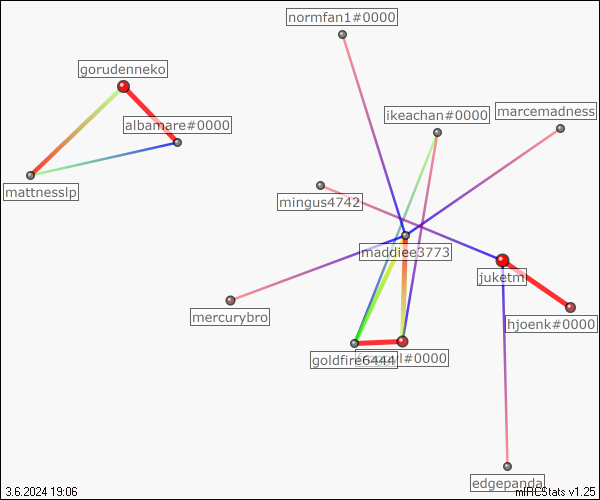 normfan1#0000
gorudenneko
ikeachan#0000
marcemadness
albamare#0000
mattnesslp
mingus4742
maddiee3773
juketm
mercurybro
hjoenk#0000
goldfire6444
#0000
edgepanda
3.6.2024 19:06
mIRCStats v1.25